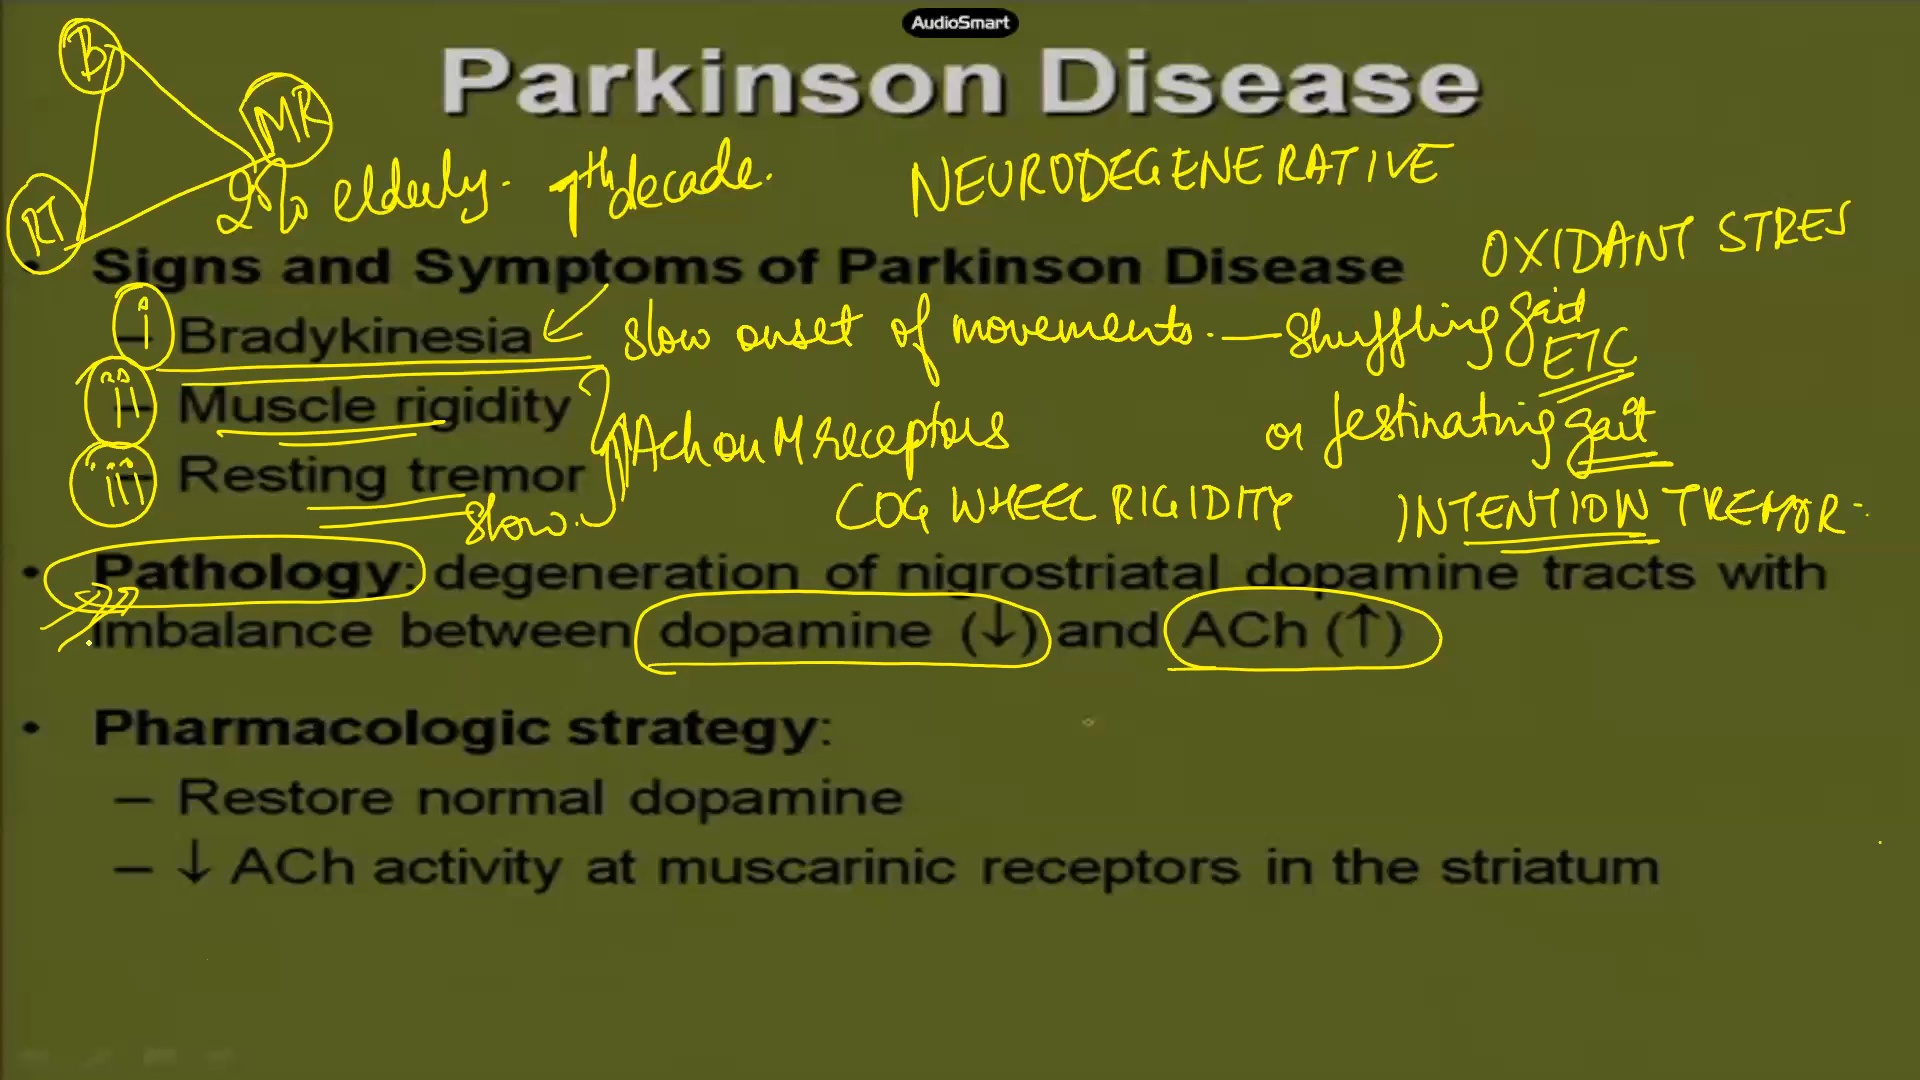 AudioSmart
Parkinson Disease
B
MR
RT
2% elderly. 7th decade.
NEURODEGENERATIVE
OXIDANT STRES
• Signs and Symptoms of Parkinson Disease
i – Bradykinesia
slow onset of movements. — shuffling gait
ETC
ii – Muscle rigidity
Ach on M receptors
or festinating gait
iii – Resting tremor
slow.
COG WHEEL RIGIDITY
INTENTION TREMOR
• Pathology: degeneration of nigrostriatal dopamine tracts with
imbalance between dopamine (↓) and ACh (↑)
• Pharmacologic strategy:
– Restore normal dopamine
– ↓ ACh activity at muscarinic receptors in the striatum